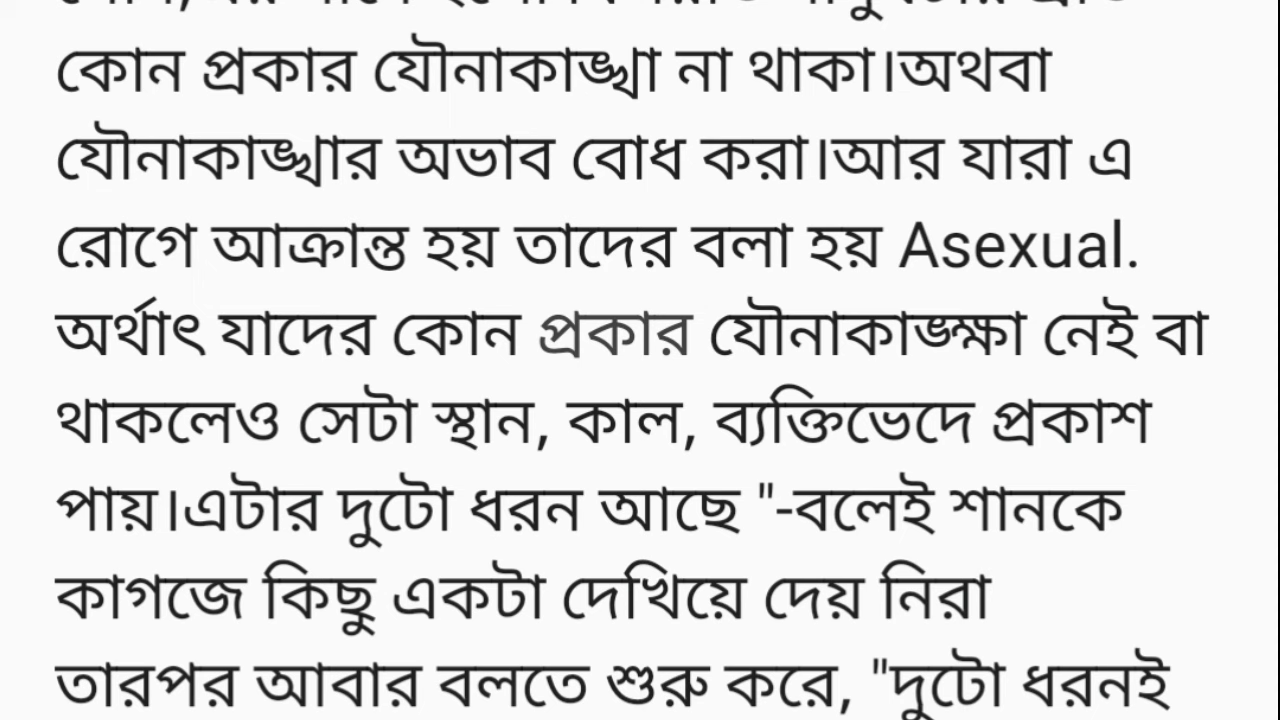 কোন প্রকার যৌনাকাঙ্খা না থাকা।অথবা
যৌনাকাঙ্খার অভাব বোধ করা।আর যারা এ
রোগে আক্রান্ত হয় তাদের বলা হয় Asexual.
অর্থাৎ যাদের কোন প্রকার যৌনাকাঙ্ক্ষা নেই বা
থাকলেও সেটা স্থান, কাল, ব্যক্তিভেদে প্রকাশ
পায়।এটার দুটো ধরন আছে "-বলেই শানকে
কাগজে কিছু একটা দেখিয়ে দেয় নিরা
তারপর আবার বলতে শুরু করে, "দুটো ধরনই